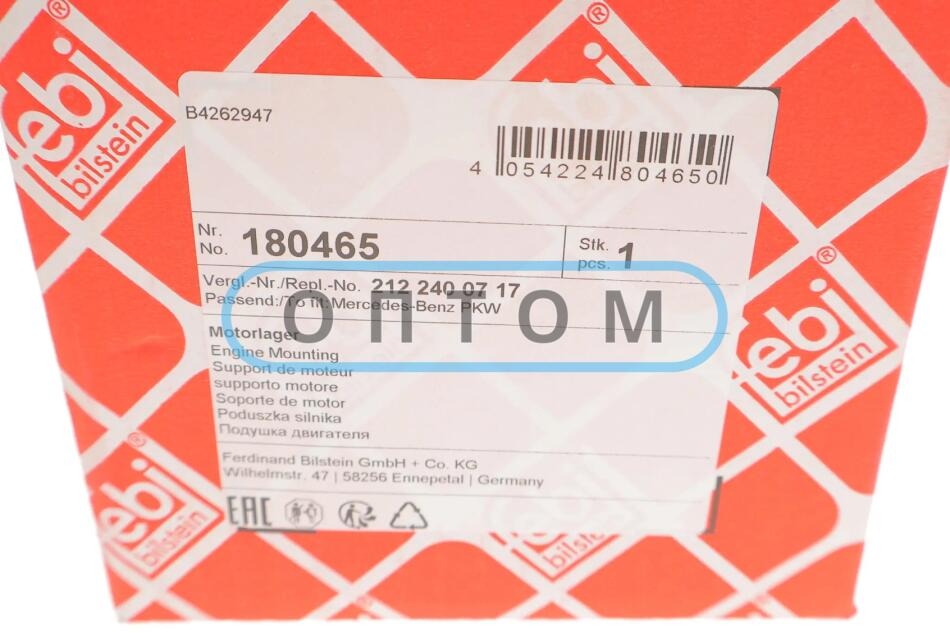 febi
bilstein
®
®
B4262947
4 054224 804650
Nr.
No. 180465
Stk.
pcs. 1
Vergl.-Nr./Repl.-No. 212 240 07 17
Passend:/To fit:Mercedes-Benz PKW
ОПТОМ
Motorlager
Engine Mounting
Support de moteur
supporto motore
Soporte de motor
Poduszka silnika
Подушка двигателя
Ferdinand Bilstein GmbH + Co. KG
Wilhelmstr. 47 | 58256 Ennepetal | Germany
EAC
®
febi
bilstein
®
febi
bilstein
febi
bilstein